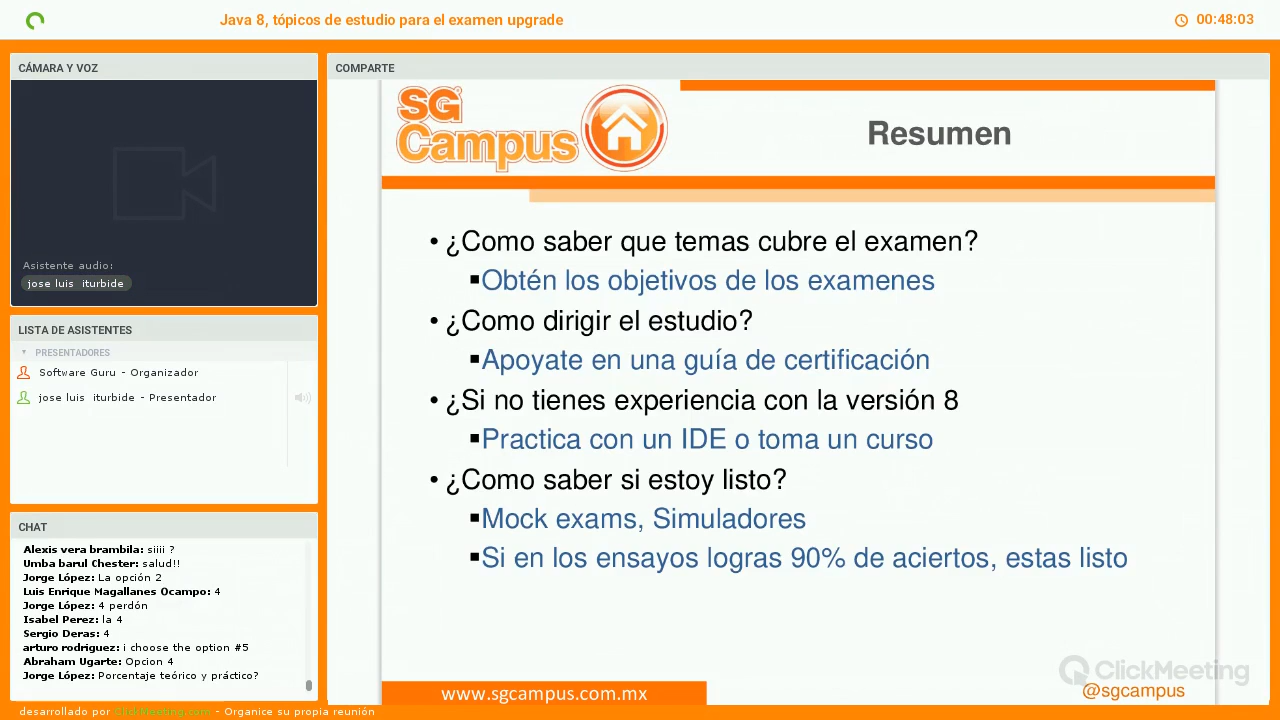 Java 8, tópicos de estudio para el examen upgrade
00:48:03
CÁMARA Y VOZ
Asistente audio:
jose luis iturbide
LISTA DE ASISTENTES
PRESENTADORES
Software Guru - Organizador
jose luis iturbide - Presentador
CHAT
Alexis vera brambila: siiii ?
Umba barul Chester: salud!!
Jorge López: La opción 2
Luis Enrique Magallanes Ocampo: 4
Jorge López: 4 perdón
Isabel Perez: la 4
Sergio Deras: 4
arturo rodriguez: i choose the option #5
Abraham Ugarte: Opcion 4
Jorge López: Porcentaje teórico y práctico?
desarrollado por ClickMeeting.com - Organice su propia reunión
COMPARTE
SG
Campus
Resumen
• ¿Como saber que temas cubre el examen?
▪Obtén los objetivos de los examenes
• ¿Como dirigir el estudio?
▪Apoyate en una guía de certificación
• ¿Si no tienes experiencia con la versión 8
▪Practica con un IDE o toma un curso
• ¿Como saber si estoy listo?
▪Mock exams, Simuladores
▪Si en los ensayos logras 90% de aciertos, estas listo
www.sgcampus.com.mx
ClickMeeting
@sgcampus